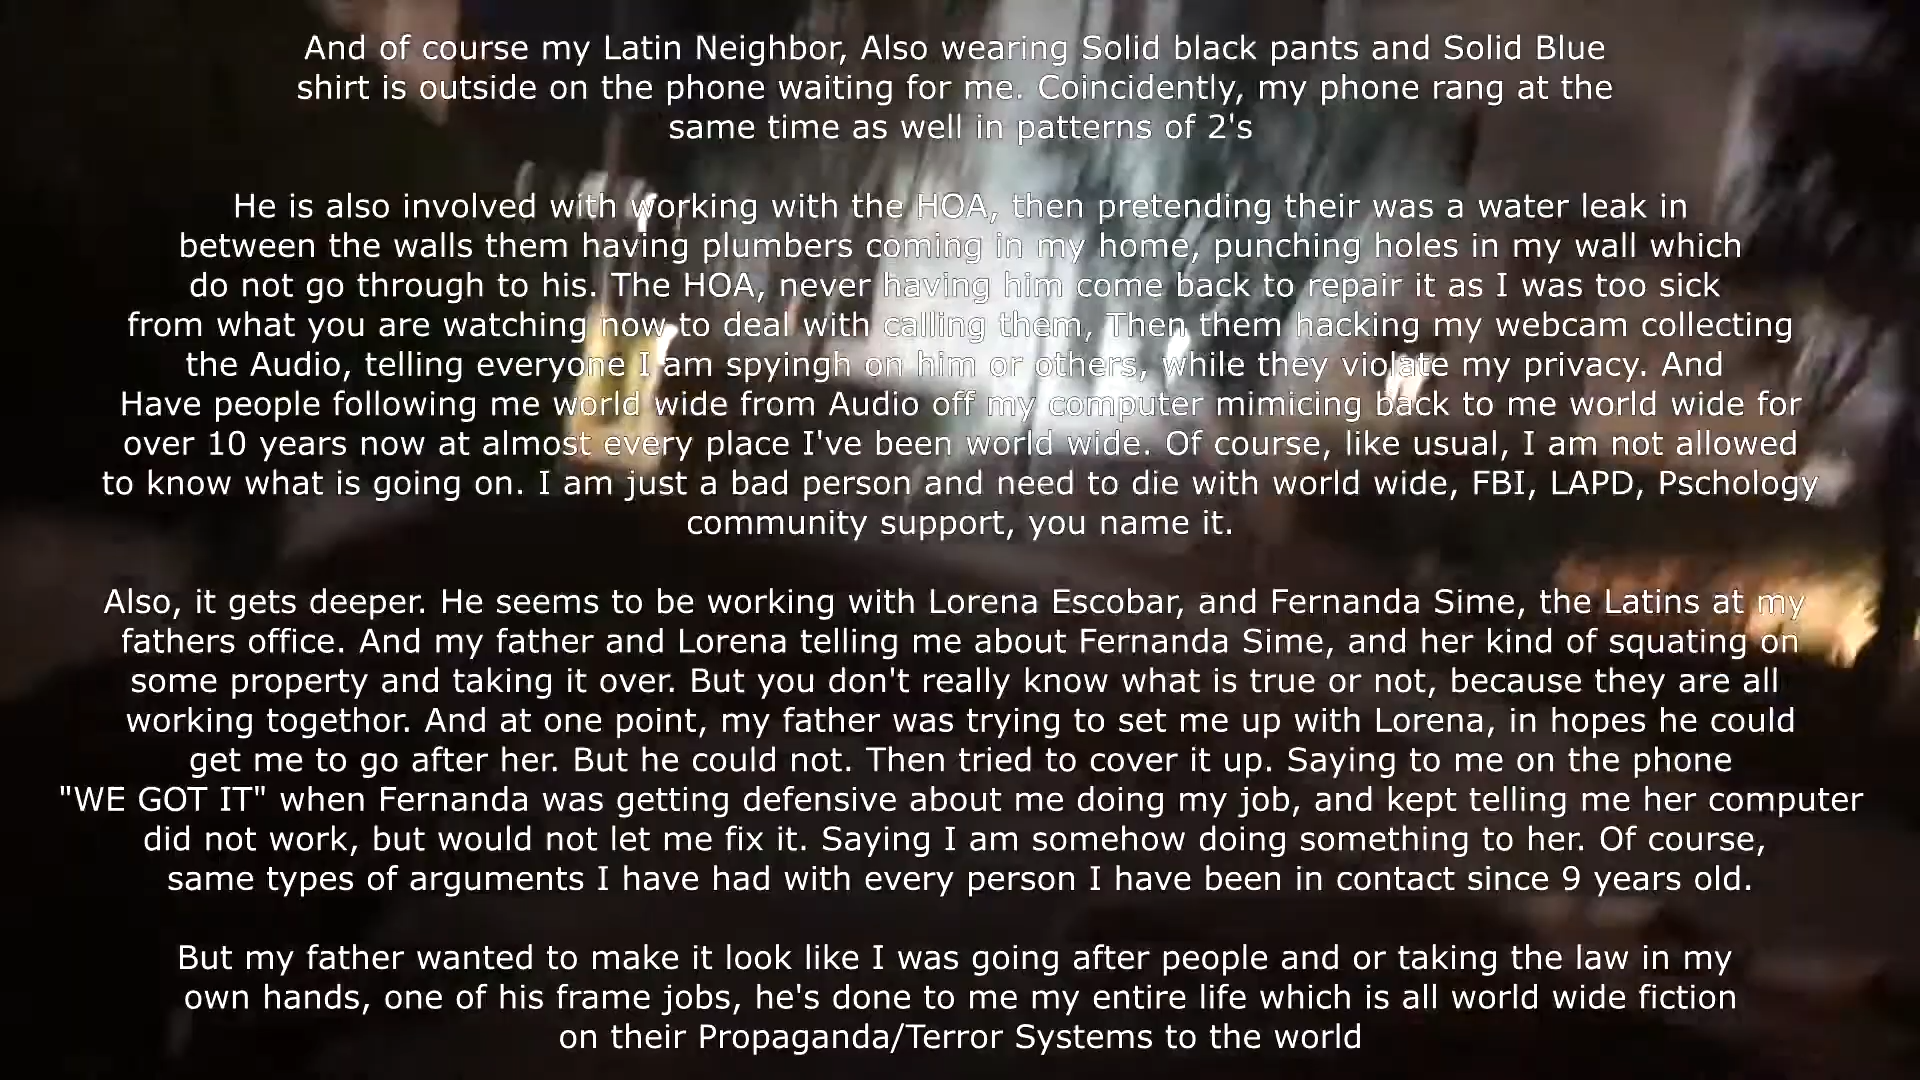 And of course my Latin Neighbor, Also wearing Solid black pants and Solid Blue
shirt is outside on the phone waiting for me. Coincidently, my phone rang at the
same time as well in patterns of 2's
He is also involved with working with the HOA, then pretending their was a water leak in
between the walls them having plumbers coming in my home, punching holes in my wall which
do not go through to his. The HOA, never having him come back to repair it as I was too sick
from what you are watching now to deal with calling them, Then them hacking my webcam collecting
the Audio, telling everyone I am spyingh on him or others, while they violate my privacy. And
Have people following me world wide from Audio off my computer mimicing back to me world wide for
over 10 years now at almost every place I've been world wide. Of course, like usual, I am not allowed
to know what is going on. I am just a bad person and need to die with world wide, FBI, LAPD, Pschology
community support, you name it.
Also, it gets deeper. He seems to be working with Lorena Escobar, and Fernanda Sime, the Latins at my
fathers office. And my father and Lorena telling me about Fernanda Sime, and her kind of squating on
some property and taking it over. But you don't really know what is true or not, because they are all
working togethor. And at one point, my father was trying to set me up with Lorena, in hopes he could
get me to go after her. But he could not. Then tried to cover it up. Saying to me on the phone
"WE GOT IT" when Fernanda was getting defensive about me doing my job, and kept telling me her computer
did not work, but would not let me fix it. Saying I am somehow doing something to her. Of course,
same types of arguments I have had with every person I have been in contact since 9 years old.
But my father wanted to make it look like I was going after people and or taking the law in my
own hands, one of his frame jobs, he's done to me my entire life which is all world wide fiction
on their Propaganda/Terror Systems to the world